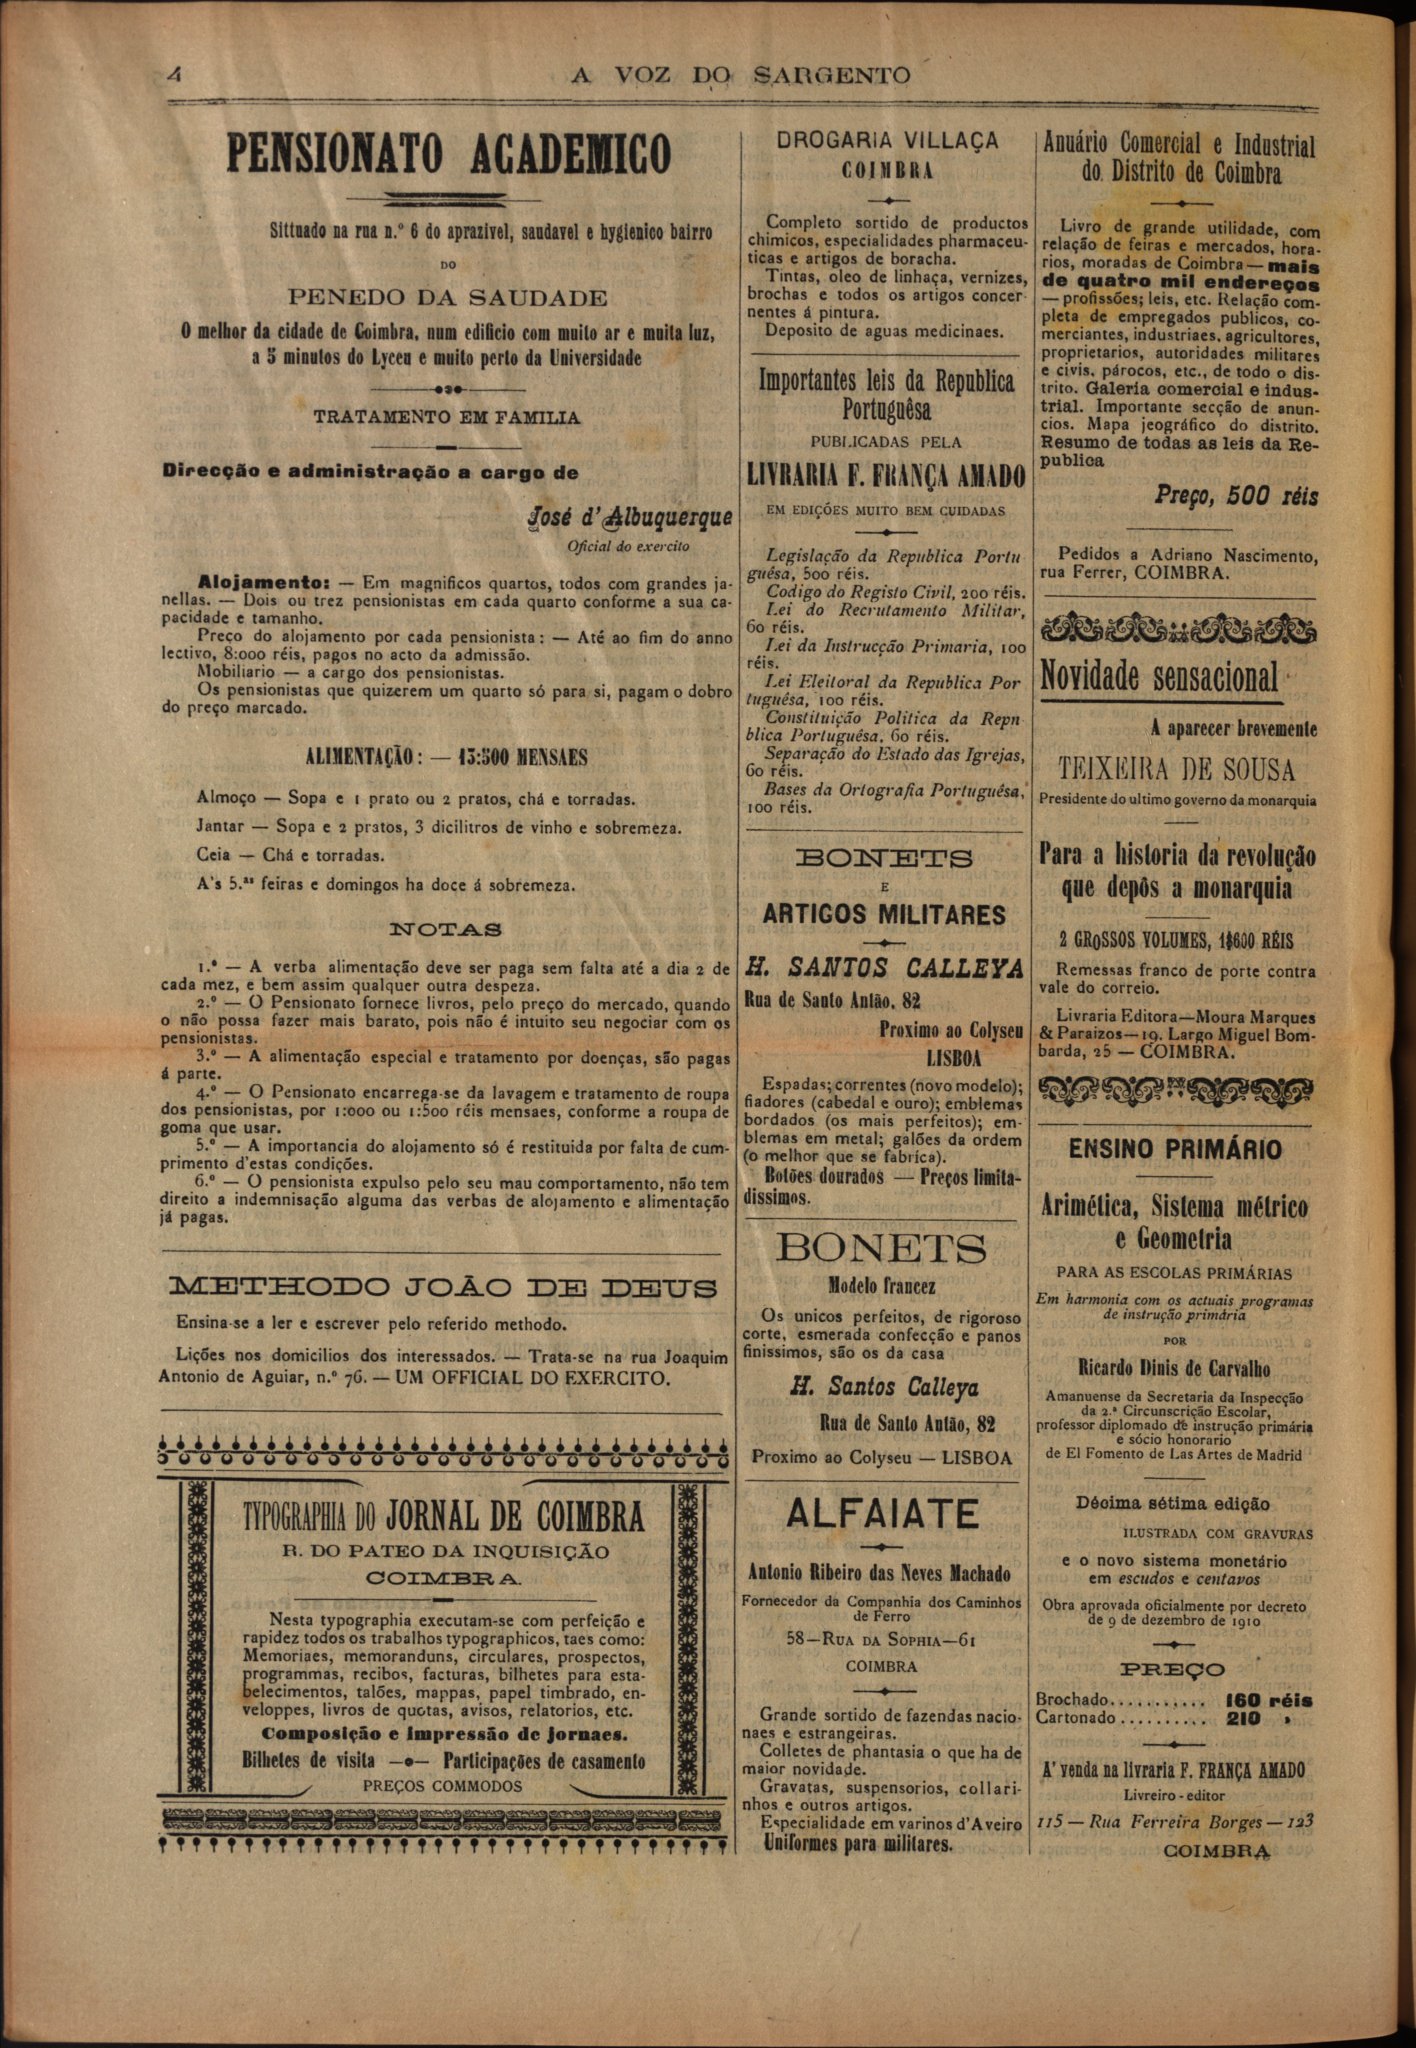 4
A VOZ DO SARGENTO
PENSIONATO ACADEMICO
Sittuado na rua n.º 6 do aprazivel, saudavel e hygienico bairro
DO
PENEDO DA SAUDADE
O melhor da cidade de Coimbra, num edificio com muito ar e muita luz,
a 5 minutos do Lyceu e muito perto da Universidade
TRATAMENTO EM FAMILIA
Direcção e administração a cargo de
José d'Albuquerque
Oficial do exercito
Alojamento: — Em magnificos quartos, todos com grandes ja-
nellas. — Dois ou trez pensionistas em cada quarto conforme a sua ca-
pacidade e tamanho.
Preço do alojamento por cada pensionista: — Até ao fim do anno
lectivo, 8:000 réis, pagos no acto da admissão.
Mobiliario — a cargo dos pensionistas.
Os pensionistas que quizerem um quarto só para si, pagam o dobro
do preço marcado.
ALIMENTAÇÃO: — 13:500 MENSAES
Almoço — Sopa e 1 prato ou 2 pratos, chá e torradas.
Jantar — Sopa e 2 pratos, 3 dicilitros de vinho e sobremeza.
Ceia — Chá e torradas.
A's 5.as feiras e domingos ha doce á sobremeza.
NOTAS
1.ª — A verba alimentação deve ser paga sem falta até a dia 2 de
cada mez, e bem assim qualquer outra despeza.
2.º — O Pensionato fornece livros, pelo preço do mercado, quando
o não possa fazer mais barato, pois não é intuito seu negociar com os
pensionistas.
3.º — A alimentação especial e tratamento por doenças, são pagas
á parte.
4.º — O Pensionato encarrega-se da lavagem e tratamento de roupa
dos pensionistas, por 1:000 ou 1:500 réis mensaes, conforme a roupa de
goma que usar.
5.º — A importancia do alojamento só é restituida por falta de cum-
primento d'estas condições.
6.º — O pensionista expulso pelo seu mau comportamento, não tem
direito a indemnisação alguma das verbas de alojamento e alimentação
já pagas.
METHODO JOÃO DE DEUS
Ensina-se a ler e escrever pelo referido methodo.
Lições nos domicilios dos interessados. — Trata-se na rua Joaquim
Antonio de Aguiar, n.º 76. — UM OFFICIAL DO EXERCITO.
TYPOGRAPHIA DO JORNAL DE COIMBRA
R. DO PATEO DA INQUISIÇÃO
COIMBRA
Nesta typographia executam-se com perfeição e
rapidez todos os trabalhos typographicos, taes como:
Memoriaes, memoranduns, circulares, prospectos,
programmas, recibos, facturas, bilhetes para esta-
belecimentos, talões, mappas, papel timbrado, en-
veloppes, livros de quotas, avisos, relatorios, etc.
Composição e impressão de jornaes.
Bilhetes de visita —•— Participações de casamento
PREÇOS COMMODOS
DROGARIA VILLAÇA
COIMBRA
Completo sortido de productos
chimicos, especialidades pharmaceu-
ticas e artigos de boracha.
Tintas, oleo de linhaça, vernizes,
brochas e todos os artigos concer-
nentes á pintura.
Deposito de aguas medicinaes.
Importantes leis da Republica
Portuguêsa
PUBLICADAS PELA
LIVRARIA F. FRANÇA AMADO
EM EDIÇÕES MUITO BEM CUIDADAS
Legislação da Republica Portu
guêsa, 500 réis.
Codigo do Registo Civil, 200 réis.
Lei do Recrutamento Militar,
60 réis.
Lei da Instrucção Primaria, 100
réis.
Lei Eleitoral da Republica Por
tuguêsa, 100 réis.
Constituição Politica da Repn
blica Portuguêsa, 60 réis.
Separação do Estado das Igrejas,
60 réis.
Bases da Ortografia Portuguêsa,
100 réis.
BONETS
E
ARTIGOS MILITARES
H. SANTOS CALLEYA
Rua de Santo Antão, 82
Proximo ao Colyseu
LISBOA
Espadas; correntes (novo modelo);
fiadores (cabedal e ouro); emblemas
bordados (os mais perfeitos); em-
blemas em metal; galões da ordem
(o melhor que se fabrica).
Botões dourados — Preços limita-
dissimos.
BONETS
Modelo francez
Os unicos perfeitos, de rigoroso
corte, esmerada confecção e panos
finissimos, são os da casa
H. Santos Calleya
Rua de Santo Antão, 82
Proximo ao Colyseu — LISBOA
ALFAIATE
Antonio Ribeiro das Neves Machado
Fornecedor da Companhia dos Caminhos
de Ferro
58—RUA DA SOPHIA—61
COIMBRA
Grande sortido de fazendas nacio-
naes e estrangeiras.
Colletes de phantasia o que ha de
maior novidade.
Gravatas, suspensorios, collari-
nhos e outros artigos.
Especialidade em varinos d'Aveiro
Uniformes para militares.
Anuário Comercial e Industrial
do Distrito de Coimbra
Livro de grande utilidade, com
relação de feiras e mercados, hora-
rios, moradas de Coimbra — mais
de quatro mil endereços
— profissões; leis, etc. Relação com-
pleta de empregados publicos, co-
merciantes, industriaes, agricultores,
proprietarios, autoridades militares
e civis, párocos, etc., de todo o dis-
trito. Galeria comercial e indus-
trial. Importante secção de anun-
cios. Mapa jeográfico do distrito.
Resumo de todas as leis da Re-
publica
Preço, 500 réis
Pedidos a Adriano Nascimento,
rua Ferrer, COIMBRA.
Novidade sensacional
A aparecer brevemente
TEIXEIRA DE SOUSA
Presidente do ultimo governo da monarquia
Para a historia da revolução
que depôs a monarquia
2 GROSSOS VOLUMES, 1$600 RÉIS
Remessas franco de porte contra
vale do correio.
Livraria Editora—Moura Marques
& Paraizos—19, Largo Miguel Bom-
barda, 25 — COIMBRA.
ENSINO PRIMÁRIO
Arimética, Sistema métrico
e Geometria
PARA AS ESCOLAS PRIMÁRIAS
Em harmonia com os actuais programas
de instrução primária
POR
Ricardo Dinis de Carvalho
Amanuense da Secretaria da Inspecção
da 2.ª Circunscrição Escolar,
professor diplomado de instrução primária
e sócio honorario
de El Fomento de Las Artes de Madrid
Décima sétima edição
ILUSTRADA COM GRAVURAS
e o novo sistema monetário
em escudos e centavos
Obra aprovada oficialmente por decreto
de 9 de dezembro de 1910
PREÇO
Brochado........... 160 réis
Cartonado.......... 210 »
A' venda na livraria F. FRANÇA AMADO
Livreiro-editor
115 — Rua Ferreira Borges — 123
COIMBRA